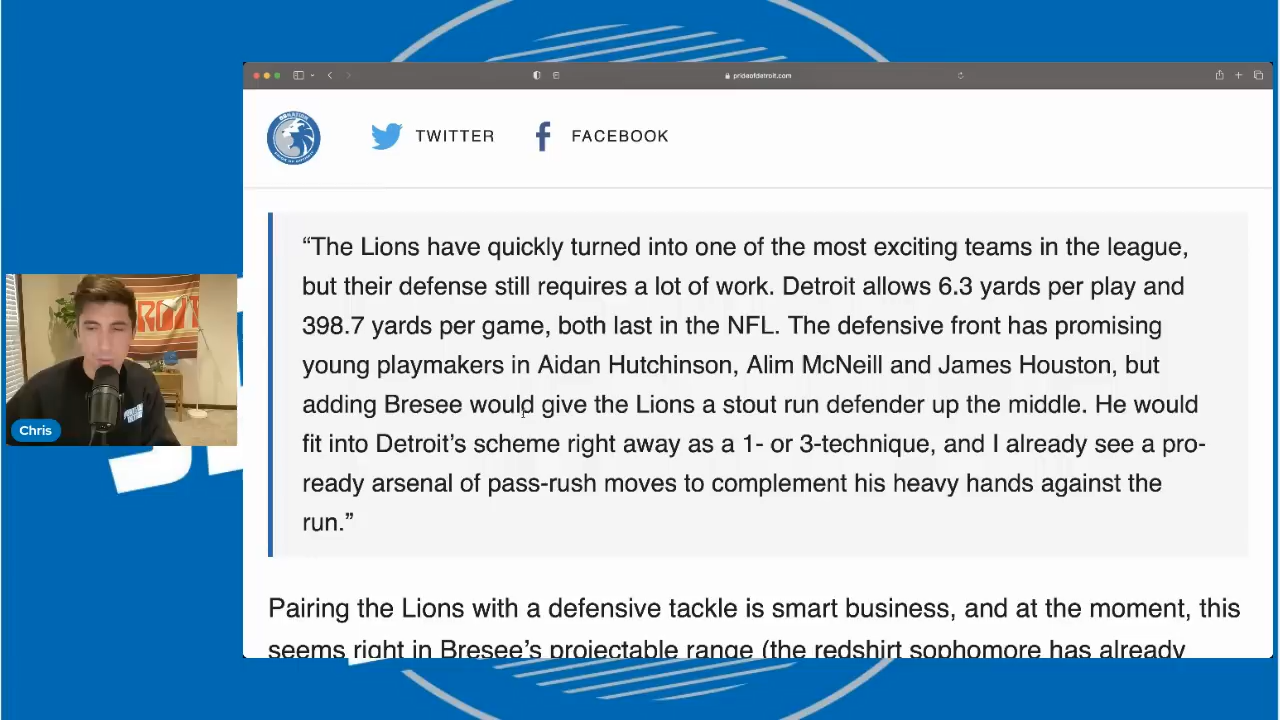 prideofdetroit.com
TWITTER
FACEBOOK
“The Lions have quickly turned into one of the most exciting teams in the league,
but their defense still requires a lot of work. Detroit allows 6.3 yards per play and
398.7 yards per game, both last in the NFL. The defensive front has promising
young playmakers in Aidan Hutchinson, Alim McNeill and James Houston, but
adding Bresee would give the Lions a stout run defender up the middle. He would
fit into Detroit’s scheme right away as a 1- or 3-technique, and I already see a pro-
ready arsenal of pass-rush moves to complement his heavy hands against the
run.”
Pairing the Lions with a defensive tackle is smart business, and at the moment, this
seems right in Bresee’s projectable range (the redshirt sophomore has already
Chris